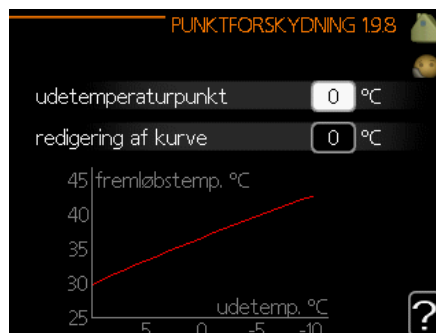 PUNKTFORSKYDNING 1.9.8
udetemperaturpunkt 0 °C
redigering af kurve 0 °C
45 fremløbstemp. °C
40
35
30
25
udetemp. °C
5 0 -5 -10
?